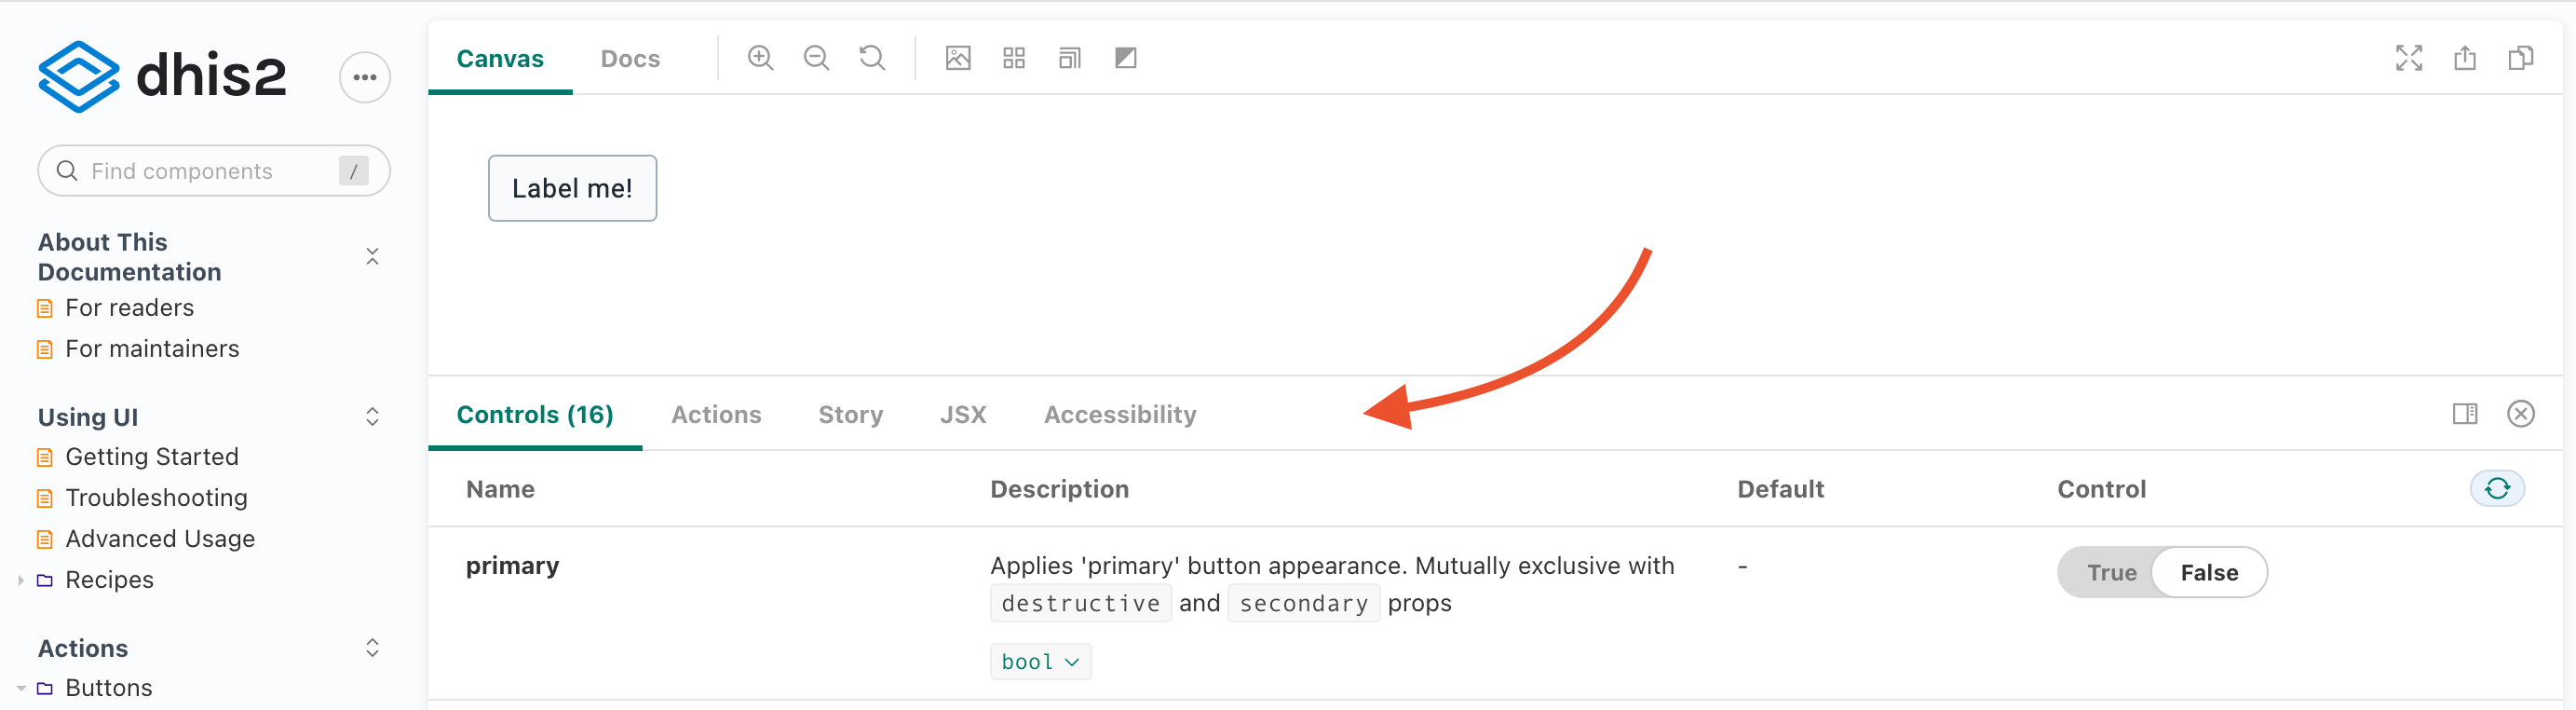 dhis2
Find components /
About This
Documentation
For readers
For maintainers
Using UI
Getting Started
Troubleshooting
Advanced Usage
Recipes
Actions
Buttons
Canvas Docs
Label me!
Controls (16) Actions Story JSX Accessibility
Name Description Default Control
primary Applies 'primary' button appearance. Mutually exclusive with - True False
destructive and secondary props
bool